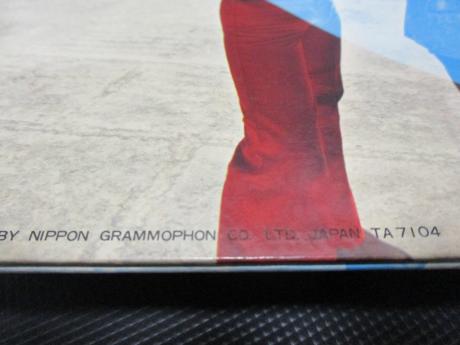 BY NIPPON GRAMMOPHON CO. LTD. JAPAN TA7104